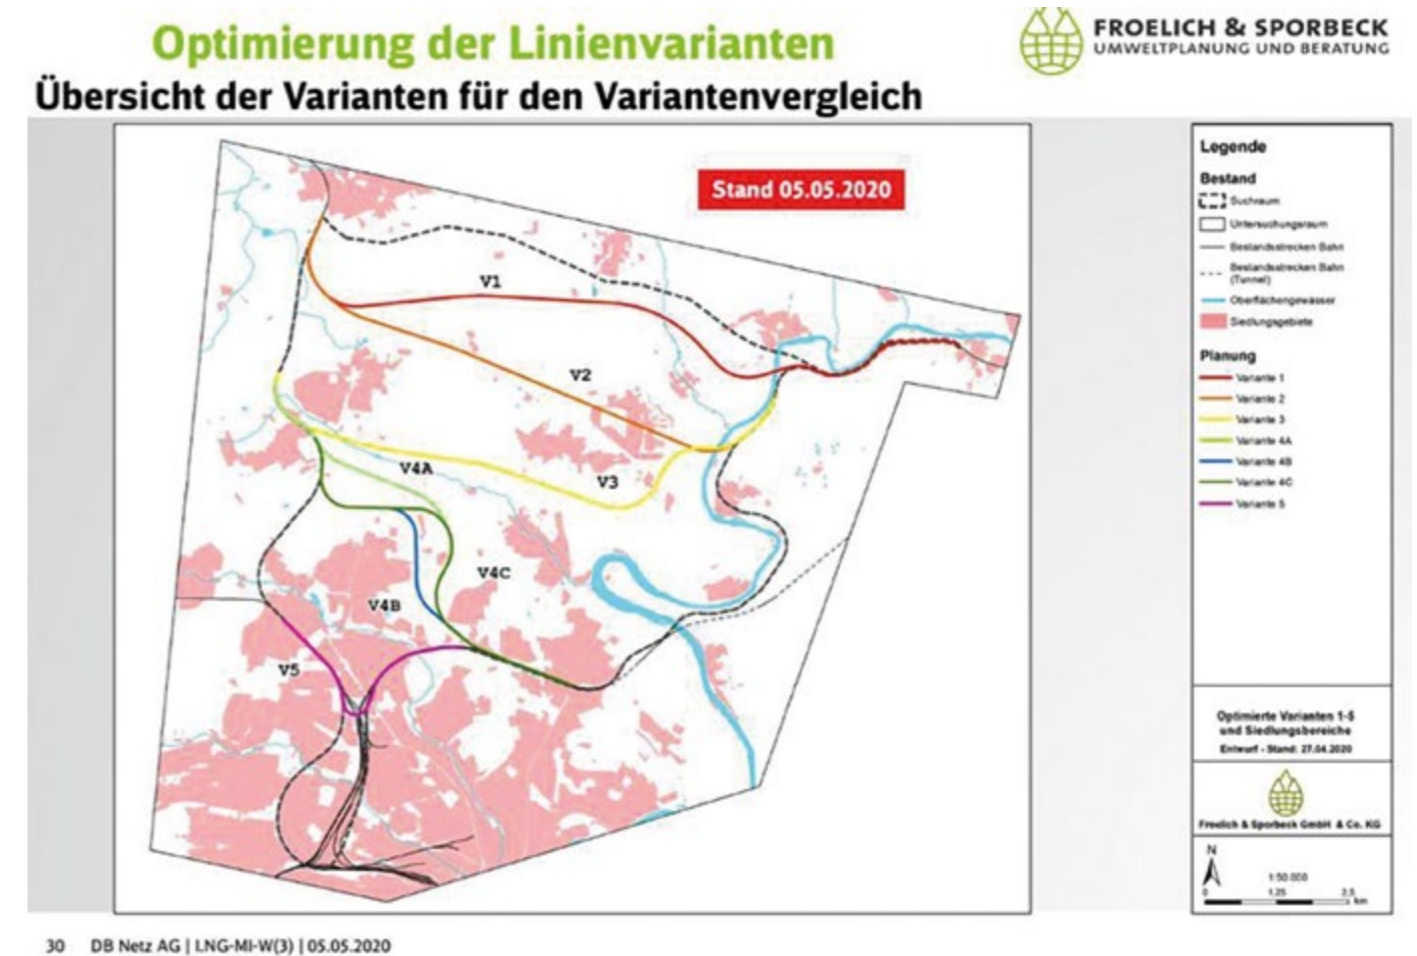 Optimierung der Linienvarianten
Übersicht der Varianten für den Variantenvergleich
FROELICH & SPORBECK
UMWELTPLANUNG UND BERATUNG
Stand 05.05.2020
V1
V2
V3
V4A
V4C
V4B
V5
Legende
Bestand
Suchraum
Untersuchungsraum
Bestandsstrecken Bahn
Bestandsstrecken Bahn
(Tunnel)
Oberflächengewässer
Siedlungsgebiete
Planung
Variante 1
Variante 2
Variante 3
Variante 4A
Variante 4B
Variante 4C
Variante 5
Optimierte Varianten 1-5
und Siedlungsbereiche
Entwurf - Stand: 27.04.2020
Froelich & Sporbeck GmbH & Co. KG
N
1:50.000
0 1,25 2,5
km
30 DB Netz AG | I.NG-MI-W(3) | 05.05.2020